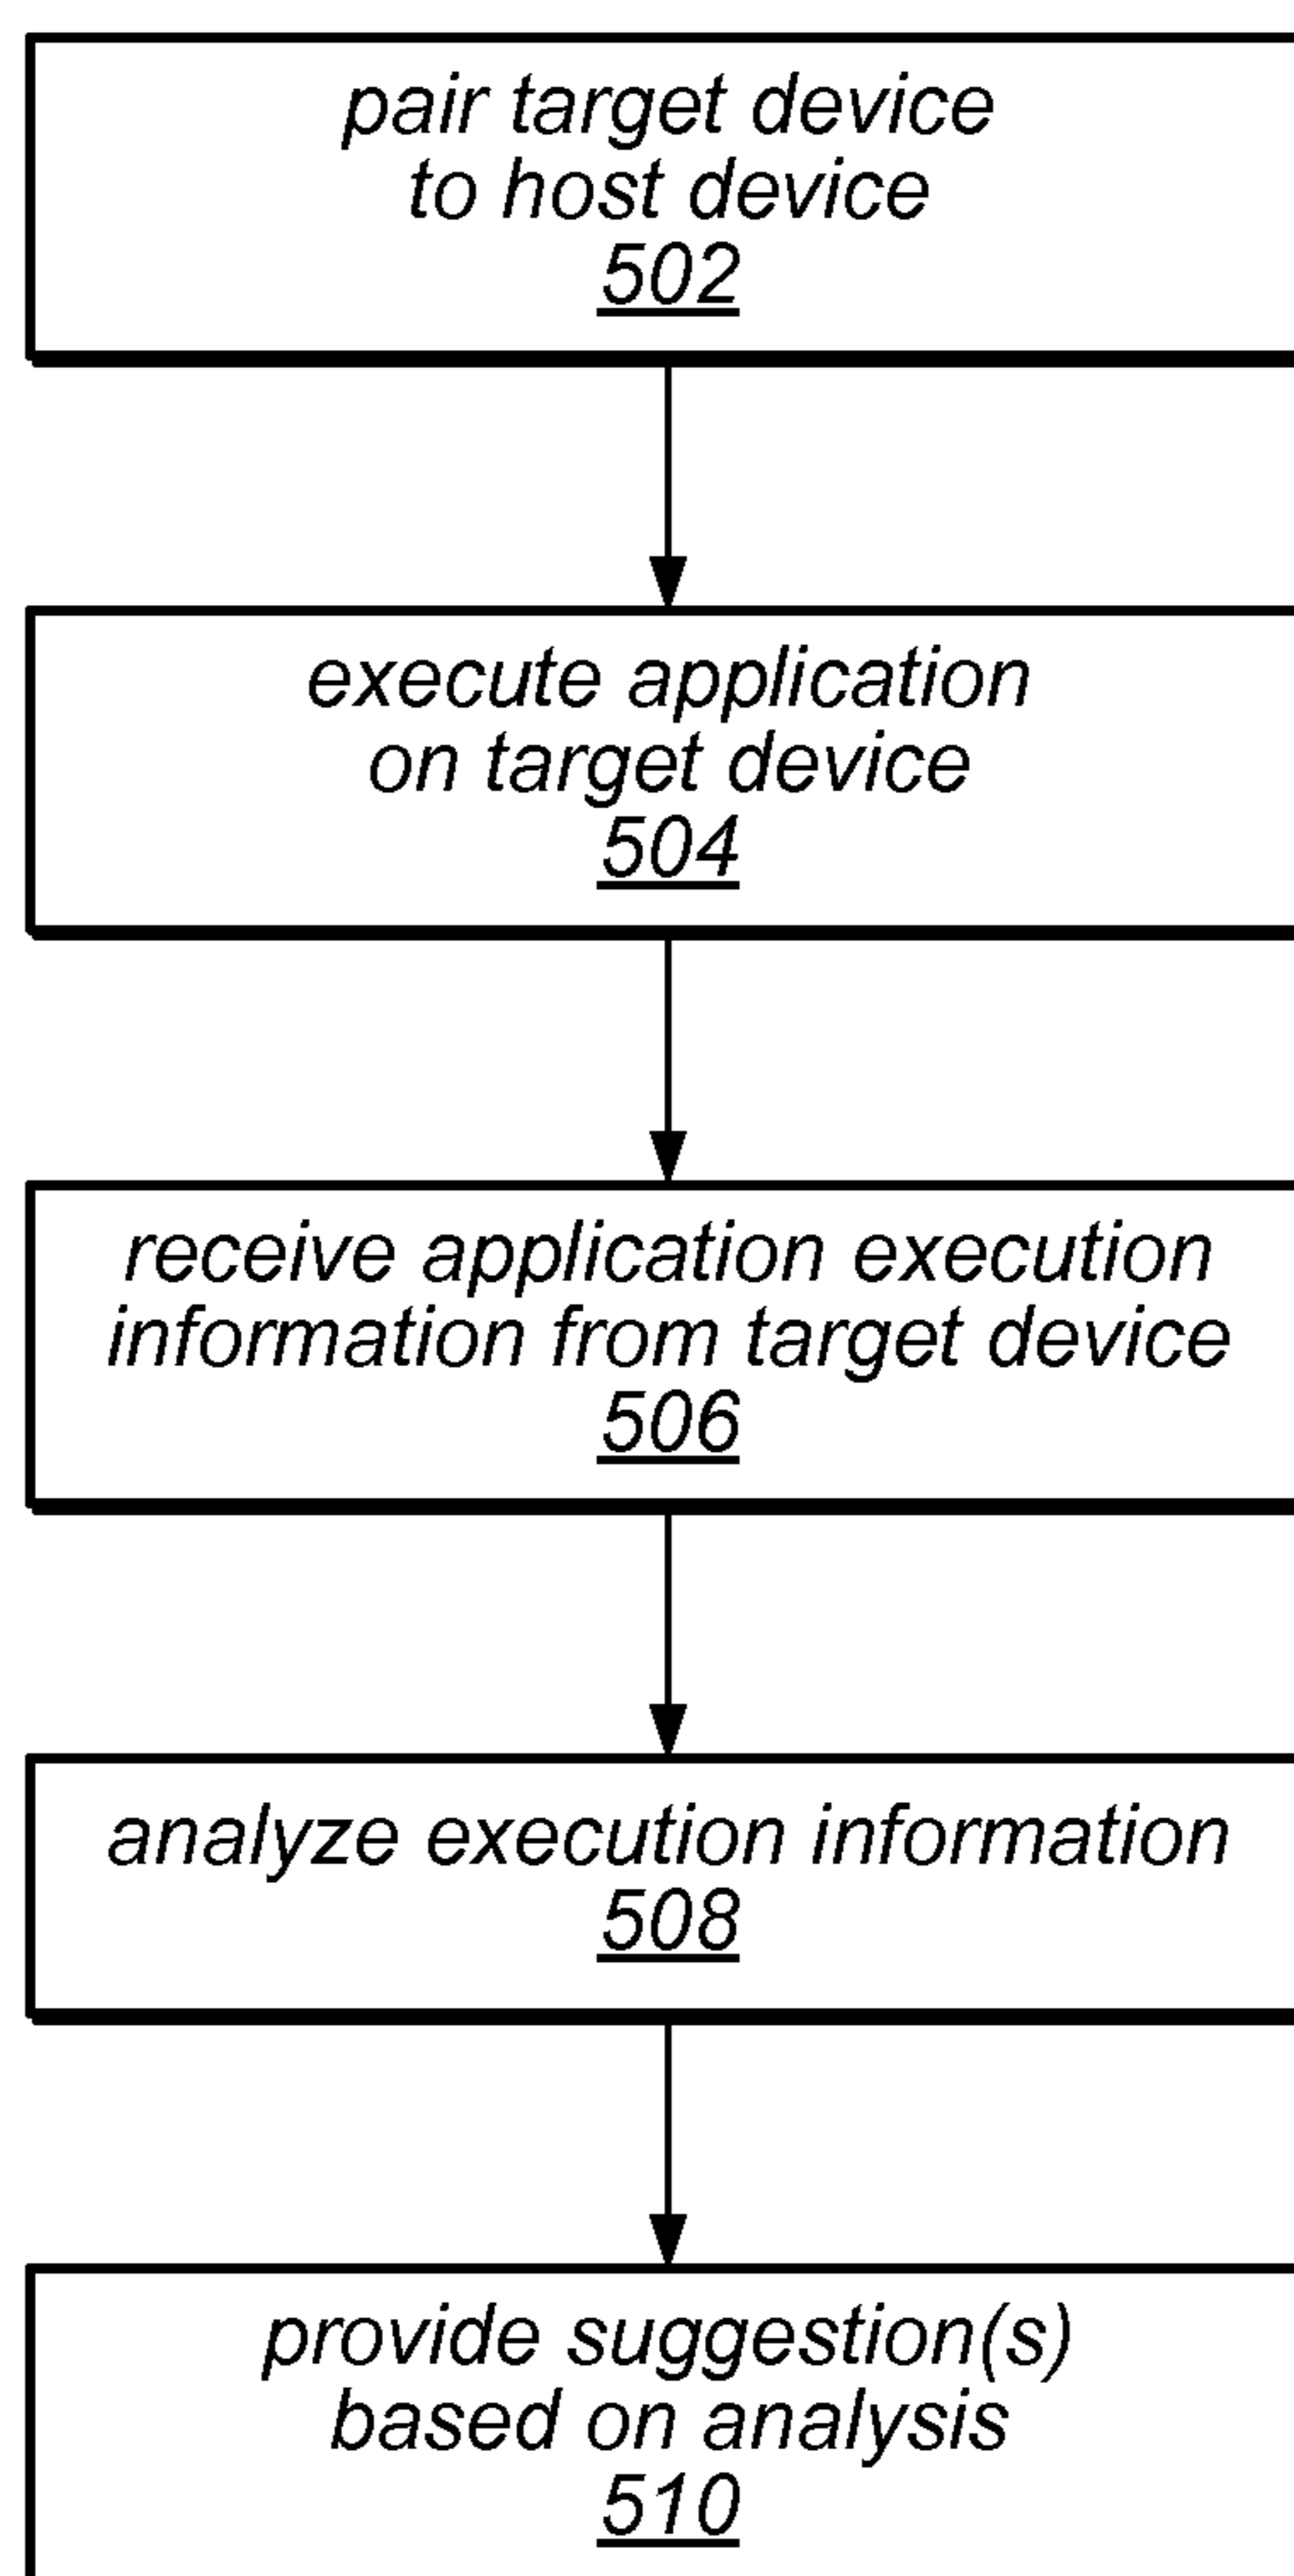 pair target device
to host device
502
execute application
on target device
504
receive application execution
information from target device
506
analyze execution information
508
provide suggestion(s)
based on analysis
510